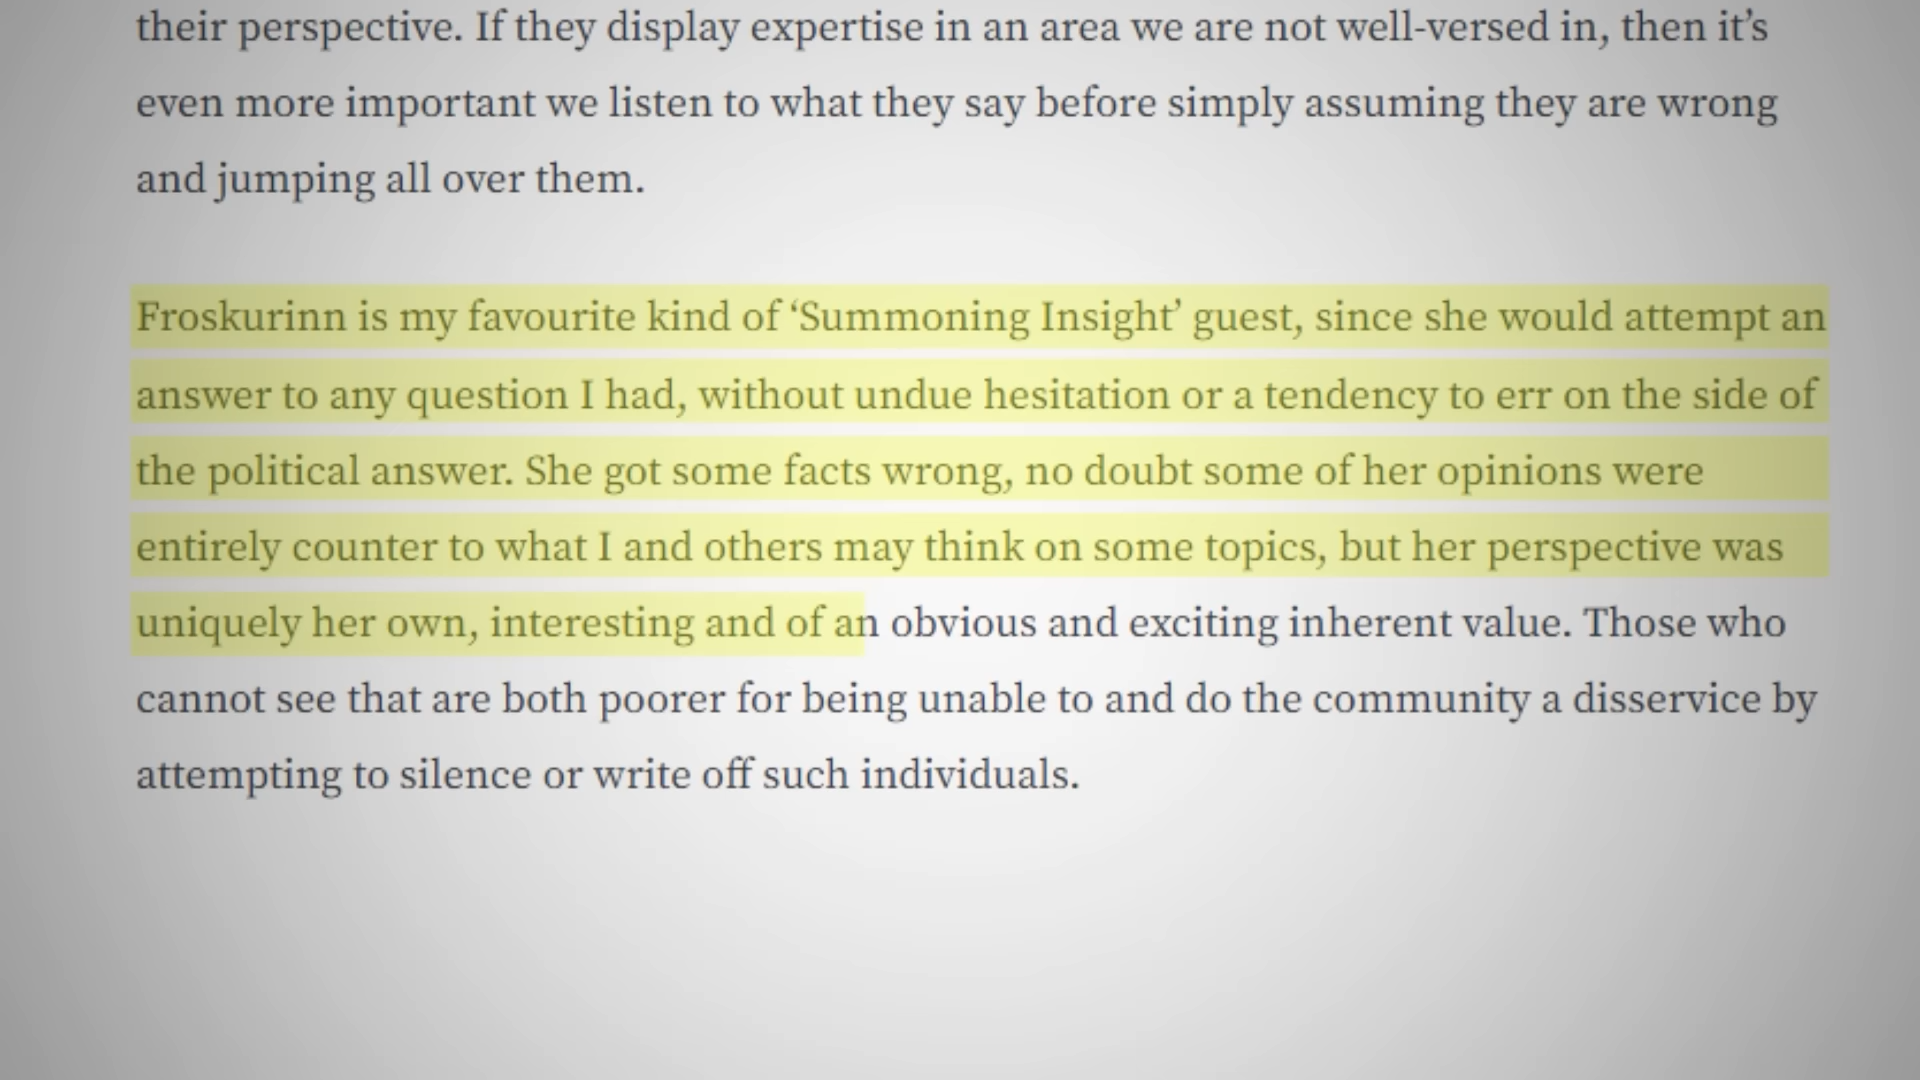 their perspective. If they display expertise in an area we are not well-versed in, then it’s
even more important we listen to what they say before simply assuming they are wrong
and jumping all over them.
Froskurinn is my favourite kind of ‘Summoning Insight’ guest, since she would attempt an
answer to any question I had, without undue hesitation or a tendency to err on the side of
the political answer. She got some facts wrong, no doubt some of her opinions were
entirely counter to what I and others may think on some topics, but her perspective was
uniquely her own, interesting and of an obvious and exciting inherent value. Those who
cannot see that are both poorer for being unable to and do the community a disservice by
attempting to silence or write off such individuals.